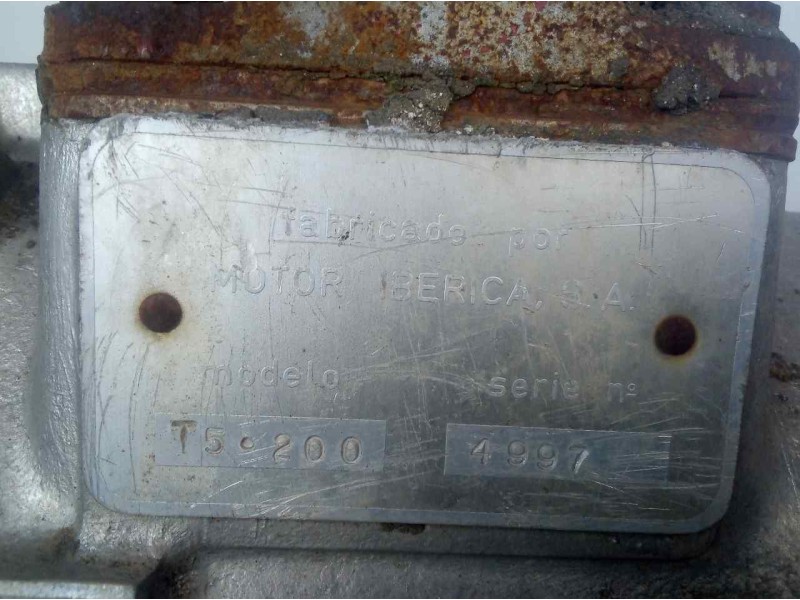 fabricado por
MOTOR IBERICA, S.A.
modelo serie nº
T5·200 4997